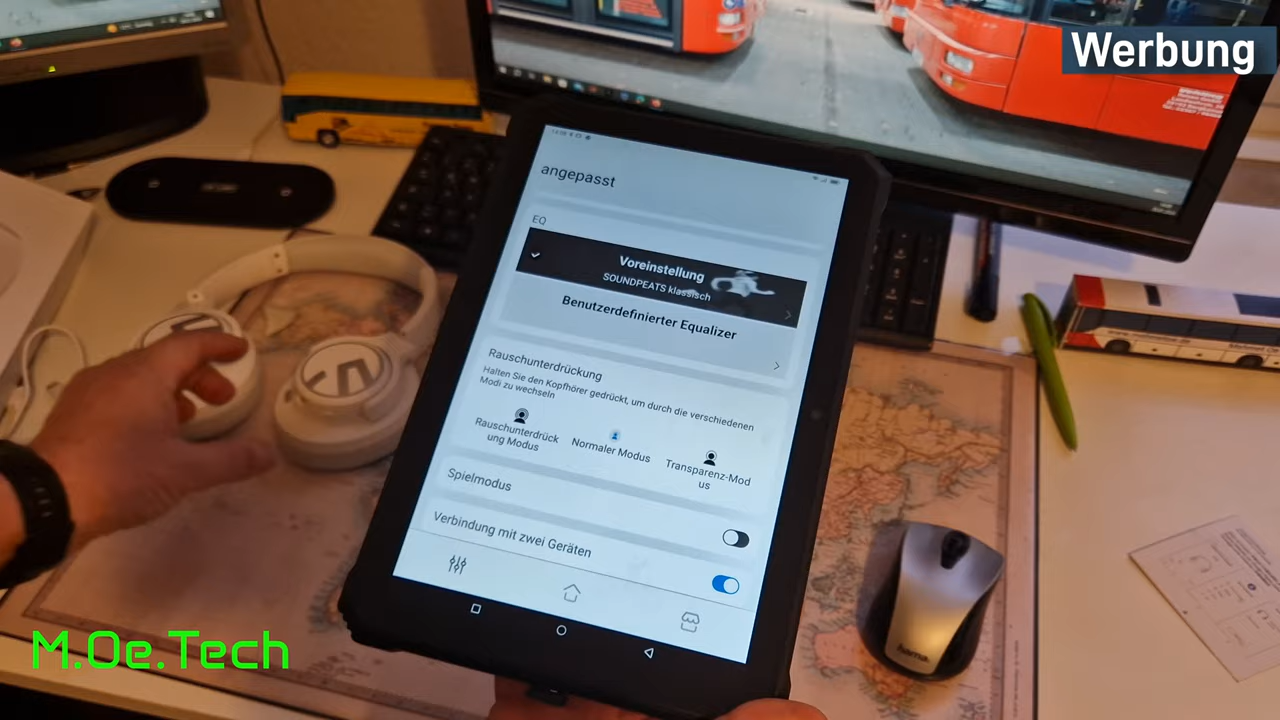 Werbung
angepasst
EQ
Voreinstellung
SOUNDPEATS klassisch
Benutzerdefinierter Equalizer
Rauschunterdrückung
Halten Sie den Kopfhörer gedrückt, um durch die verschiedenen
Modi zu wechseln
Rauschunterdrück
ung Modus
Normaler Modus
Transparenz-Mod
us
Spielmodus
Verbindung mit zwei Geräten
hama
M.Oe.Tech